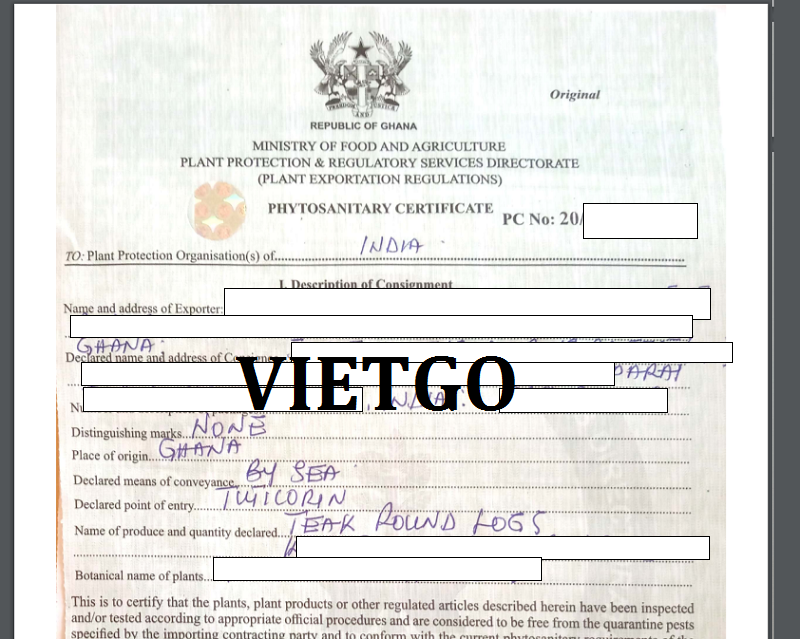 Original
FREEDOM AND JUSTICE
REPUBLIC OF GHANA
MINISTRY OF FOOD AND AGRICULTURE
PLANT PROTECTION & REGULATORY SERVICES DIRECTORATE
(PLANT EXPORTATION REGULATIONS)
PHYTOSANITARY CERTIFICATE PC No: 20/
TO: Plant Protection Organisation(s) of INDIA
I. Description of Consignment
Name and address of Exporter:
GHANA
Declared name and address of
VIETGO
INDIA
Distinguishing marks NONE
Place of origin GHANA
Declared means of conveyance BY SEA
Declared point of entry TUTICORIN
Name of produce and quantity declared TEAK ROUND LOGS
Botanical name of plants
This is to certify that the plants, plant products or other regulated articles described herein have been inspected
and/or tested according to appropriate official procedures and are considered to be free from the quarantine pests
specified by the importing contracting party and to conform with the current phytosanitary requirements of the